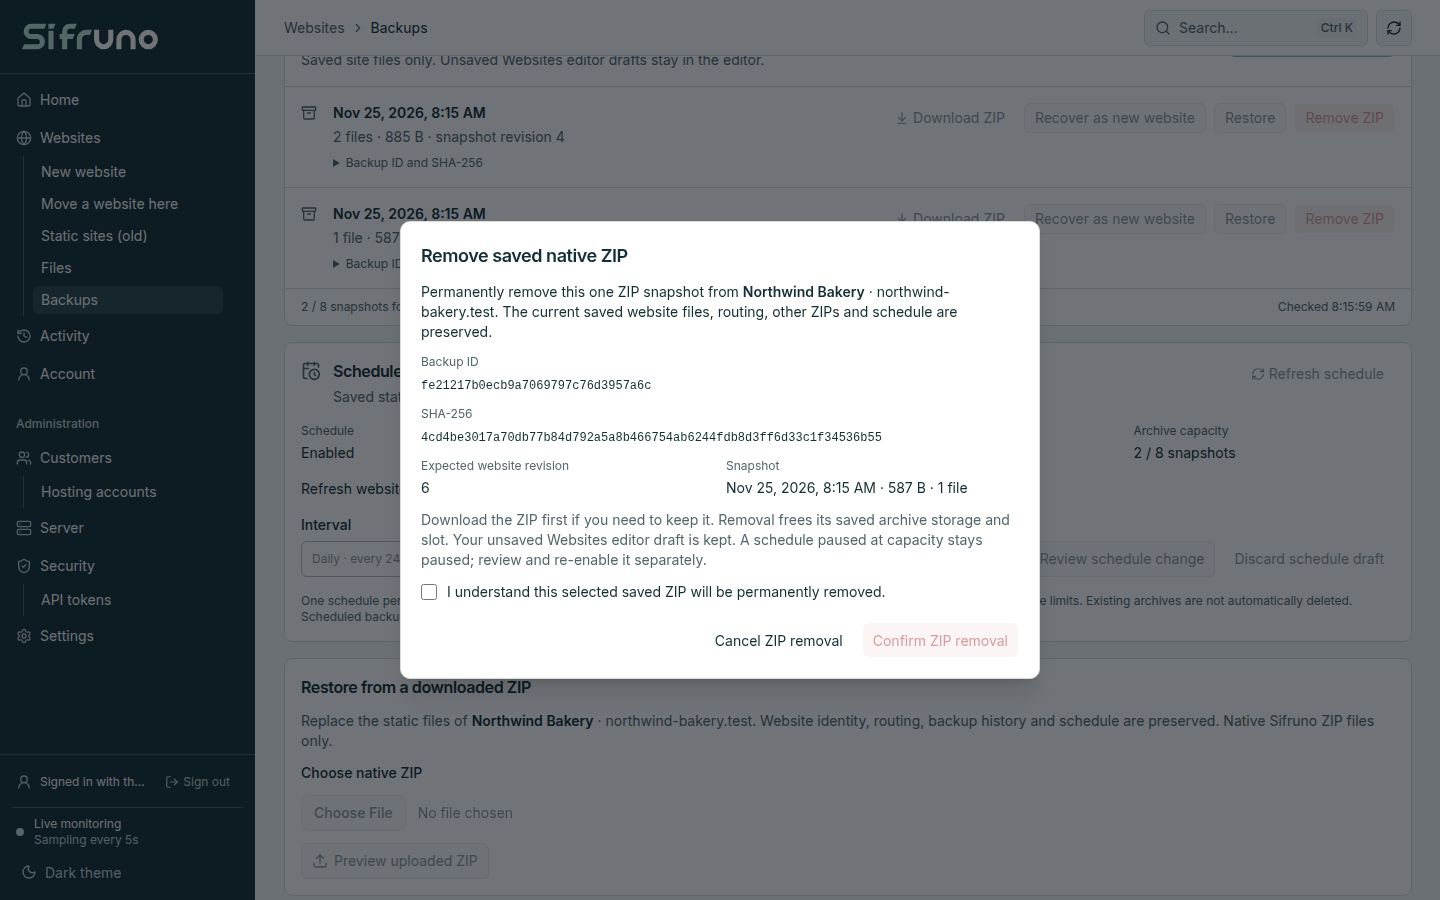 Sifruno
Websites > Backups
Search...
Ctrl K
Home
Websites
New website
Move a website here
Static sites (old)
Files
Backups
Activity
Account
Administration
Customers
Hosting accounts
Server
Security
API tokens
Settings
Signed in with th...
Sign out
Live monitoring
Sampling every 5s
Dark theme
Saved site files only. Unsaved Websites editor drafts stay in the editor.
Nov 25, 2026, 8:15 AM
2 files · 885 B · snapshot revision 4
Backup ID and SHA-256
Download ZIP
Recover as new website
Restore
Remove ZIP
Nov 25, 2026, 8:15 AM
1 file · 587
Backup ID
Download ZIP
Recover as new website
Restore
Remove ZIP
2 / 8 snapshots fo
Checked 8:15:59 AM
Remove saved native ZIP
Permanently remove this one ZIP snapshot from Northwind Bakery · northwind-
bakery.test. The current saved website files, routing, other ZIPs and schedule are
preserved.
Backup ID
fe21217b0ecb9a7069797c76d3957a6c
SHA-256
4cd4be3017a70db77b84d792a5a8b466754ab6244fdb8d3ff6d33c1f34536b55
Expected website revision
6
Snapshot
Nov 25, 2026, 8:15 AM · 587 B · 1 file
Download the ZIP first if you need to keep it. Removal frees its saved archive storage and
slot. Your unsaved Websites editor draft is kept. A schedule paused at capacity stays
paused; review and re-enable it separately.
I understand this selected saved ZIP will be permanently removed.
Cancel ZIP removal
Confirm ZIP removal
Schedule
Saved stat
Refresh schedule
Schedule
Enabled
Archive capacity
2 / 8 snapshots
Refresh websit
Interval
Daily · every 24
Review schedule change
Discard schedule draft
One schedule per
e limits. Existing archives are not automatically deleted.
Scheduled backu
Restore from a downloaded ZIP
Replace the static files of Northwind Bakery · northwind-bakery.test. Website identity, routing, backup history and schedule are preserved. Native Sifruno ZIP files
only.
Choose native ZIP
Choose File
No file chosen
Preview uploaded ZIP